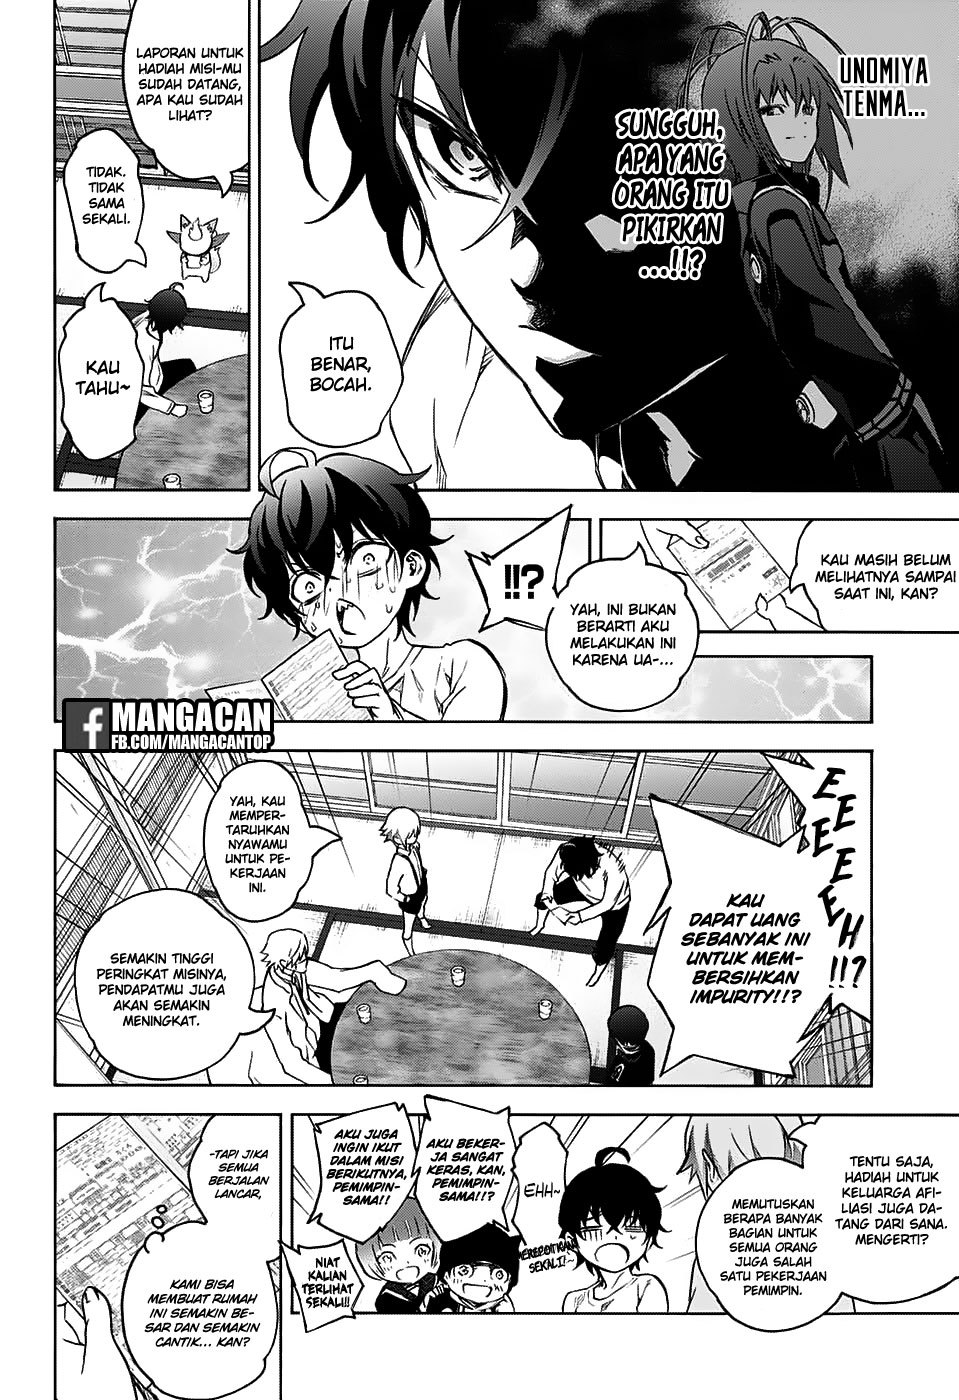 UNOMIYA
TENMA...
SUNGGUH,
APA YANG
ORANG ITU
PIKIRKAN
...!!?
ITU
BENAR,
BOCAH.
LAPORAN UNTUK
HADIAH MISI-MU
SUDAH DATANG,
APA KAU SUDAH
LIHAT?
TIDAK.
TIDAK
SAMA
SEKALI.
KAU
TAHU~
KAU MASIH BELUM
MELIHATNYA SAMPAI
SAAT INI, KAN?
YAH, INI BUKAN
BERARTI AKU
MELAKUKAN INI
KARENA UA-...
!!?
MANGACAN
FB.COM/MANGACANTOP
EEEEEH!!?
KAU
DAPAT UANG
SEBANYAK INI
UNTUK MEM-
BERSIHKAN
IMPURITY!!?
YAH, KAU
MEMPER-
TARUHKAN
NYAWAMU
UNTUK PE-
KERJAAN
INI.
SEMAKIN TINGGI
PERINGKAT MISINYA,
PENDAPATMU JUGA
AKAN SEMAKIN
MENINGKAT.
TENTU SAJA,
HADIAH UNTUK
KELUARGA AFI-
LIASI JUGA DA-
TANG DARI SANA.
MENGERTI?
MEMUTUSKAN
BERAPA BANYAK
BAGIAN UNTUK
SEMUA ORANG
JUGA SALAH
SATU PEKERJAAN
PEMIMPIN.
EHH~
MEREPOTKAN
SEKALI!~
AKU BEKER-
JA SANGAT
KERAS, KAN,
PEMIMPIN-
SAMA!!?
AKU JUGA
INGIN IKUT
DALAM MISI
BERIKUTNYA,
PEMIMPIN-
SAMA!!
NIAT
KALIAN
TERLIHAT
SEKALI!!
-TAPI JIKA
SEMUA
BERJALAN
LANCAR,
KAMI BISA
MEMBUAT RUMAH
INI SEMAKIN BE-
SAR DAN SEMAKIN
CANTIK... KAN?